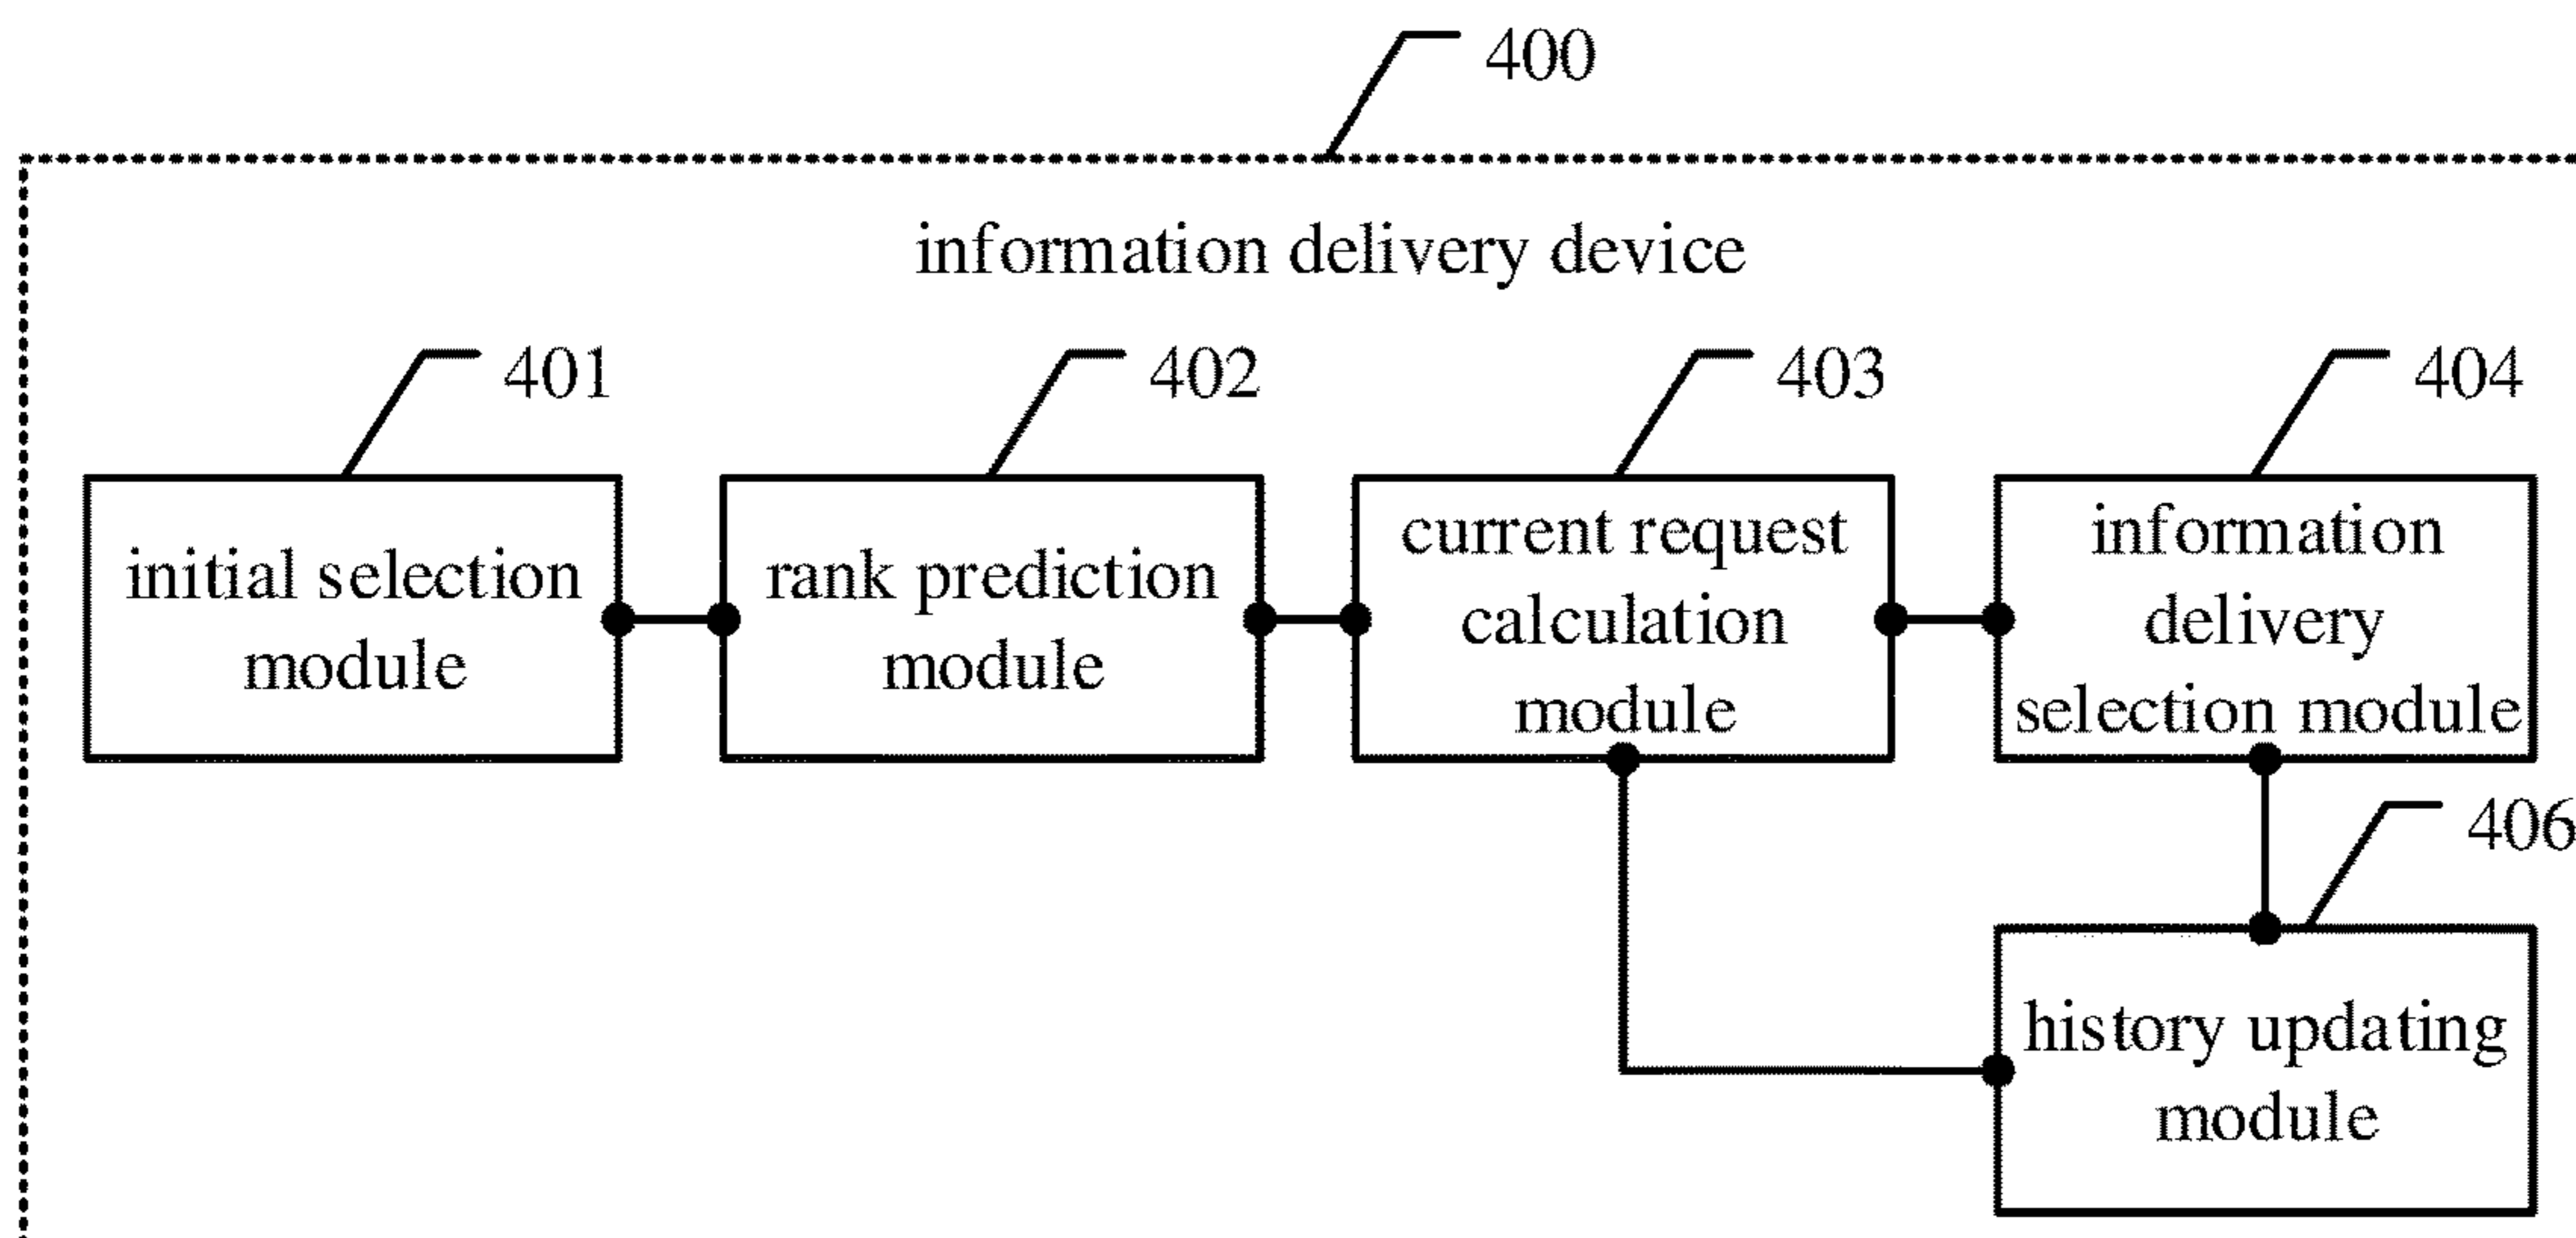 400
information delivery device
401
402
403
404
initial selection
module
rank prediction
module
current request
calculation
module
information
delivery
selection module
406
history updating
module